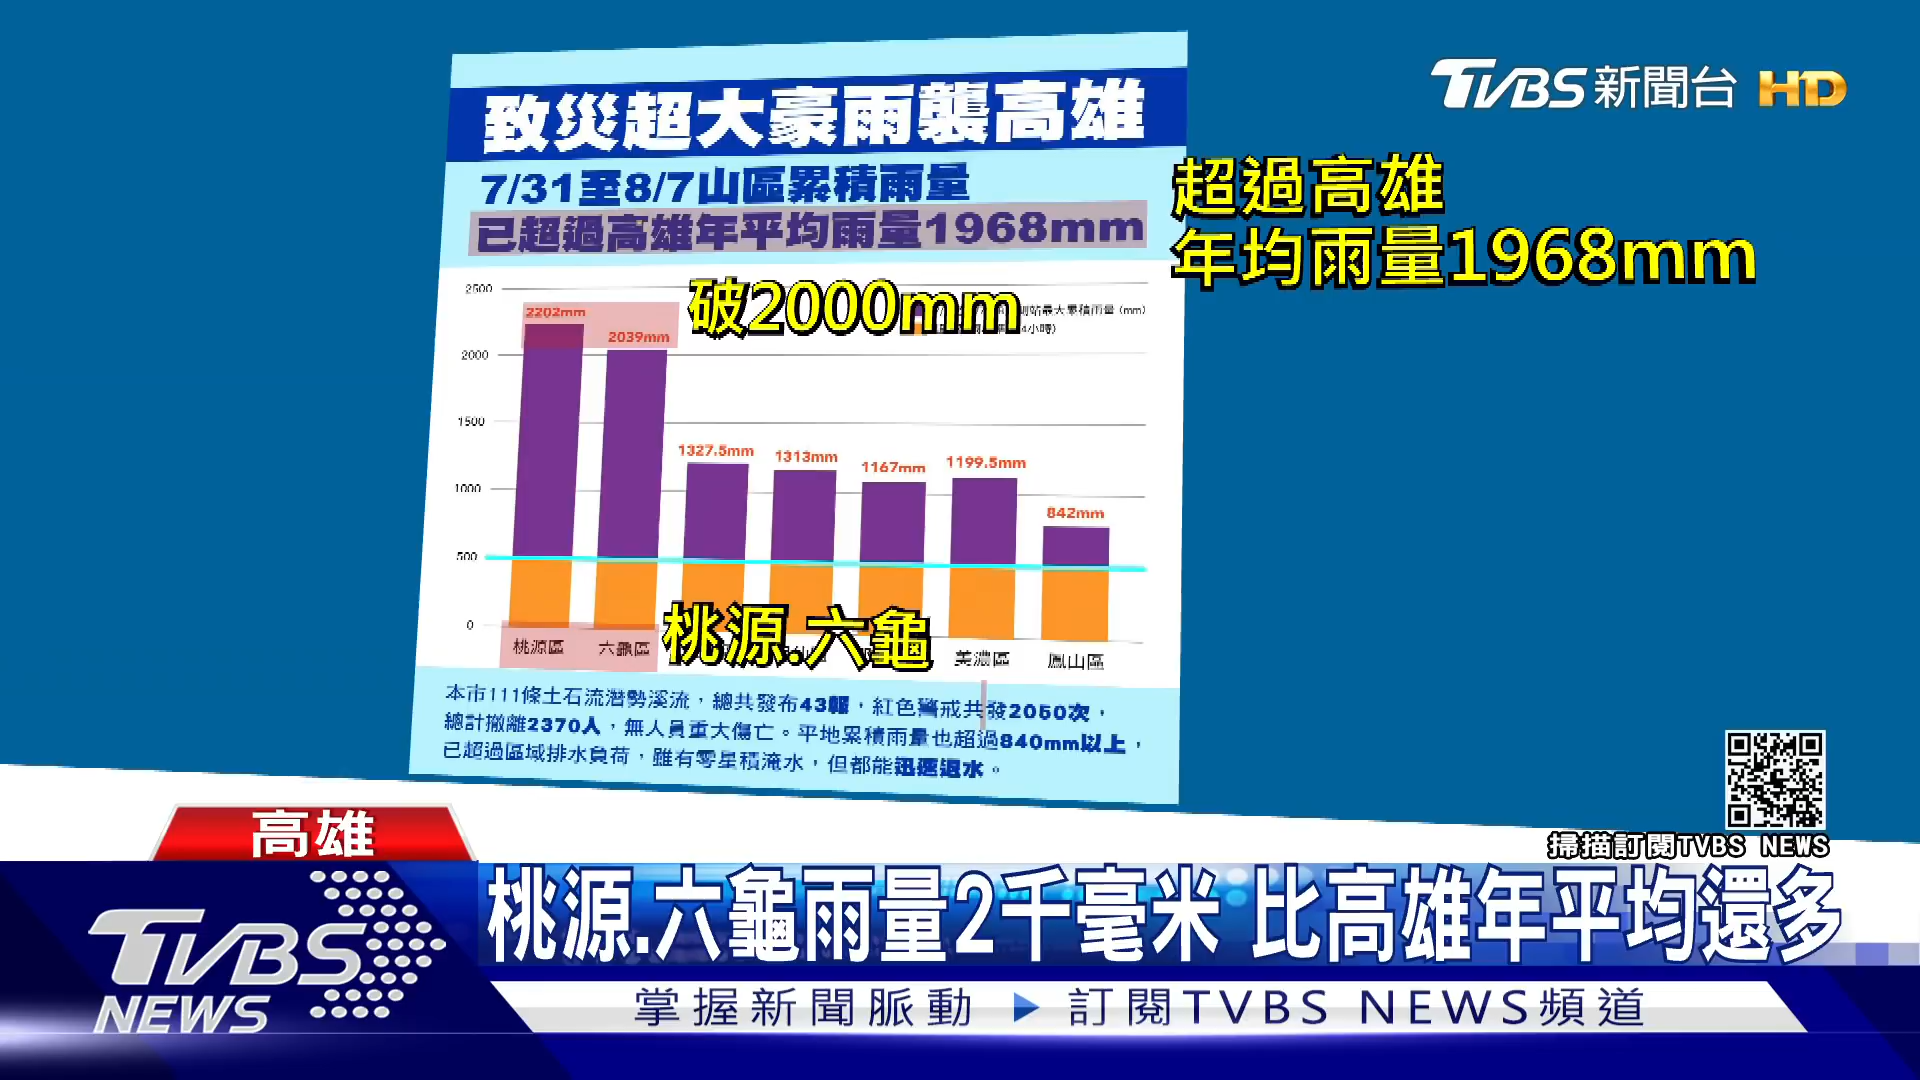 TVBS新聞台 HD
致災超大豪雨襲高雄
7/31至8/7山區累積雨量
已超過高雄年平均雨量1968mm
超過高雄
年均雨量1968mm
破2000mm
站最大累積雨量 (mm)
4小時)
2500
2000
1500
1000
500
0
2202mm
2039mm
1327.5mm
1313mm
1167mm
1199.5mm
842mm
桃源區
六龜區
美濃區
鳳山區
桃源.六龜
本市111條土石流潛勢溪流，總共發布43報，紅色警戒共發2050次，
總計撤離2370人，無人員重大傷亡。平地累積雨量也超過840mm以上，
已超過區域排水負荷，雖有零星積淹水，但都能迅速退水。
掃描訂閱TVBS NEWS
高雄
桃源.六龜雨量2千毫米 比高雄年平均還多
TVBS
NEWS
掌握新聞脈動 ▶ 訂閱TVBS NEWS頻道